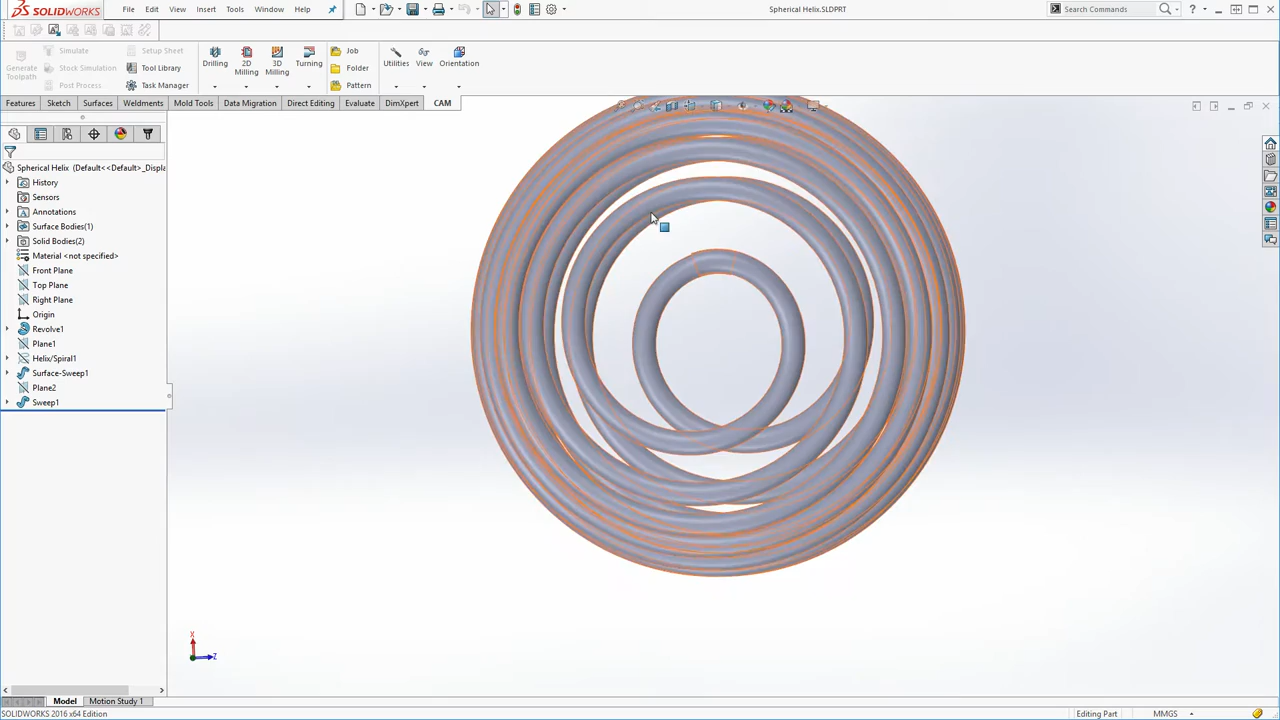 SOLIDWORKS File Edit View Insert Tools Window Help Spherical Helix.SLDPRT Search Commands
Generate Toolpath
Simulate
Stock Simulation
Post Process
Setup Sheet
Tool Library
Task Manager
Drilling
2D Milling
3D Milling
Turning
Job
Folder
Pattern
Utilities
View
Orientation
Features Sketch Surfaces Weldments Mold Tools Data Migration Direct Editing Evaluate DimXpert CAM
Spherical Helix (Default<<Default>_Displa
History
Sensors
Annotations
Surface Bodies(1)
Solid Bodies(2)
Material <not specified>
Front Plane
Top Plane
Right Plane
Origin
Revolve1
Plane1
Helix/Spiral1
Surface-Sweep1
Plane2
Sweep1
X
Z
Model Motion Study 1
SOLIDWORKS 2016 x64 Edition Editing Part MMGS